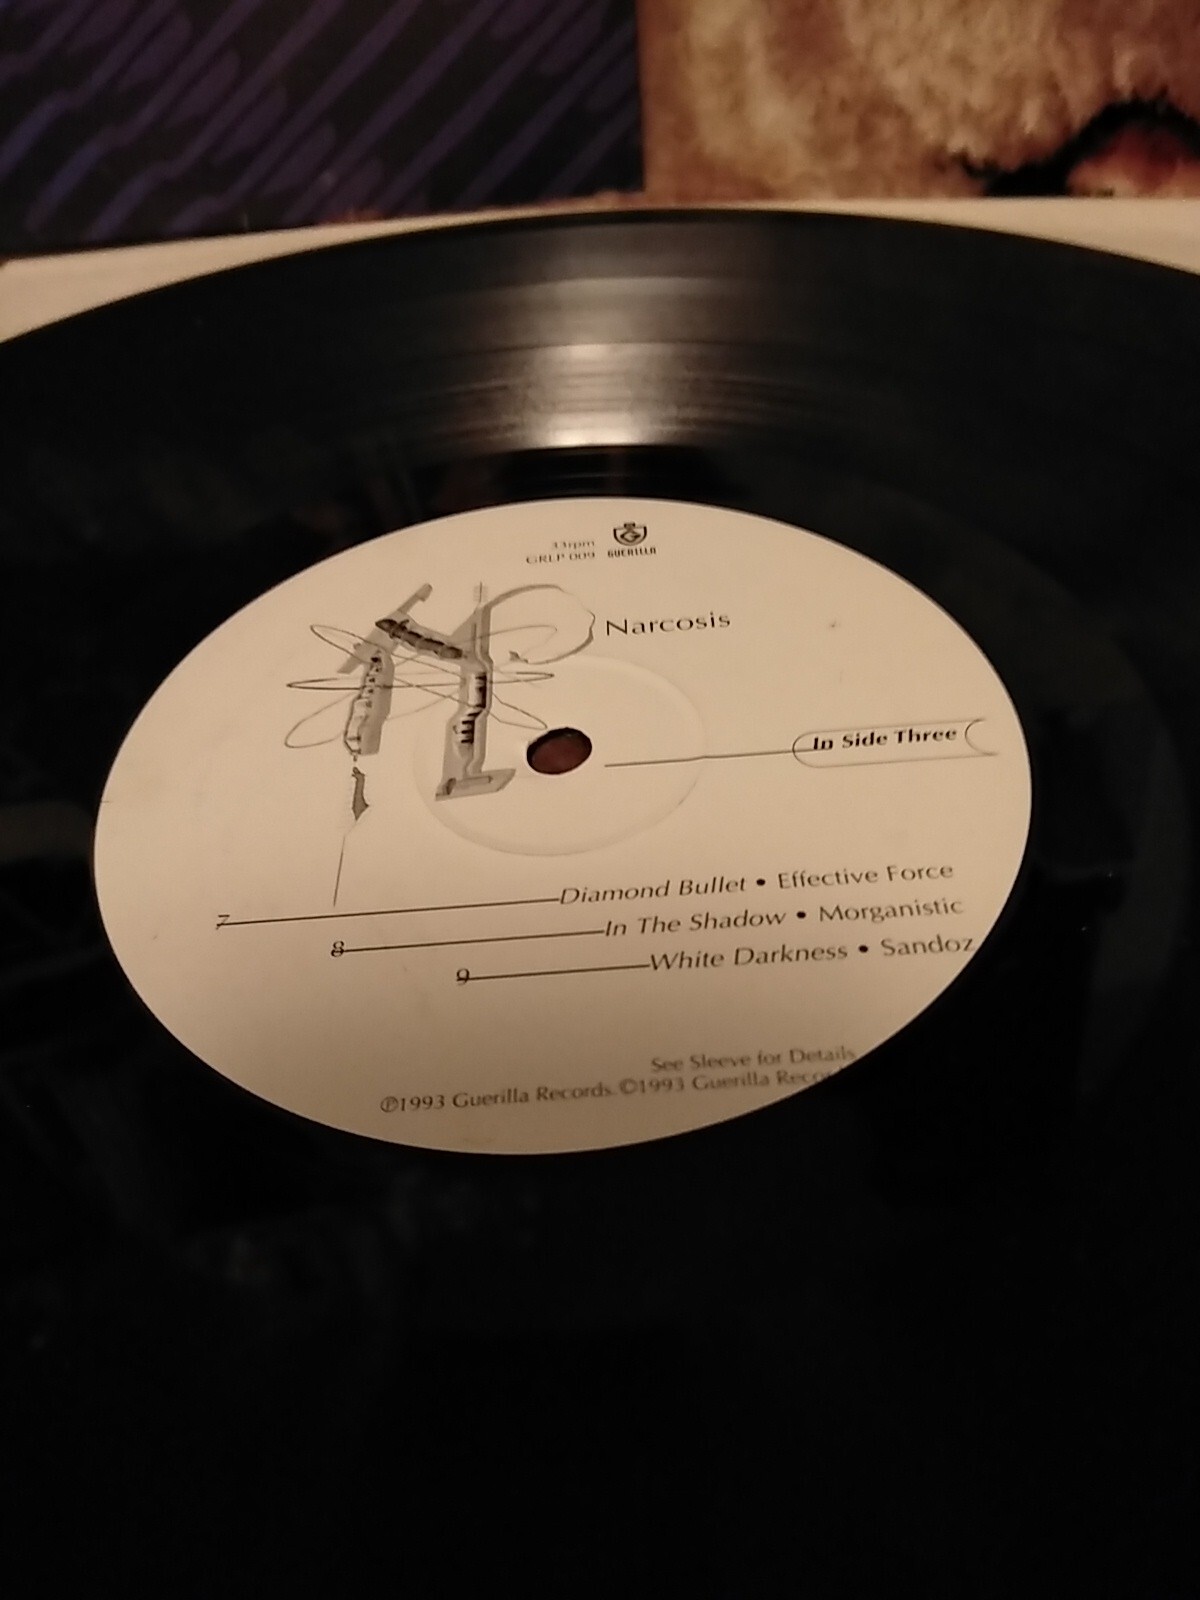 33rpm
GRLP 009
GUERILLA
Narcosis
In Side Three
7 Diamond Bullet • Effective Force
8 In The Shadow • Morganistic
9 White Darkness • Sandoz
See Sleeve for Details
℗1993 Guerilla Records. ©1993 Guerilla